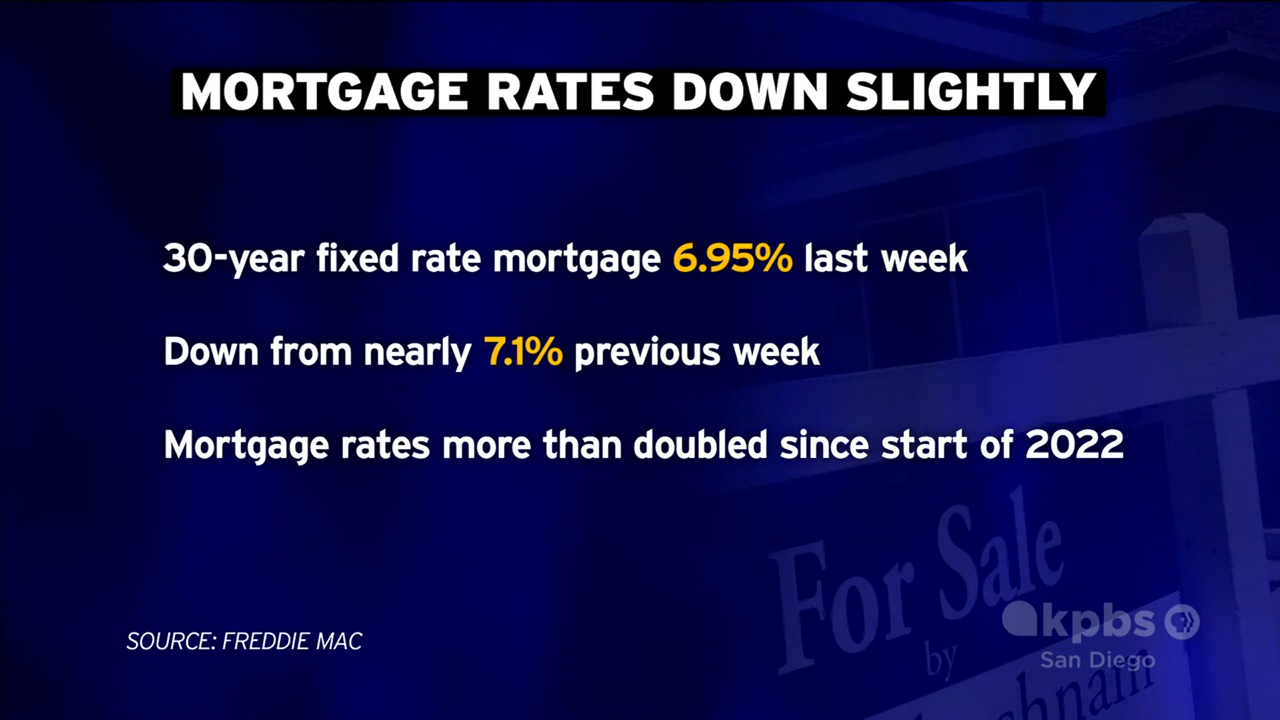 MORTGAGE RATES DOWN SLIGHTLY
30-year fixed rate mortgage 6.95% last week
Down from nearly 7.1% previous week
Mortgage rates more than doubled since start of 2022
For Sale
by
kpbs
San Diego
SOURCE: FREDDIE MAC